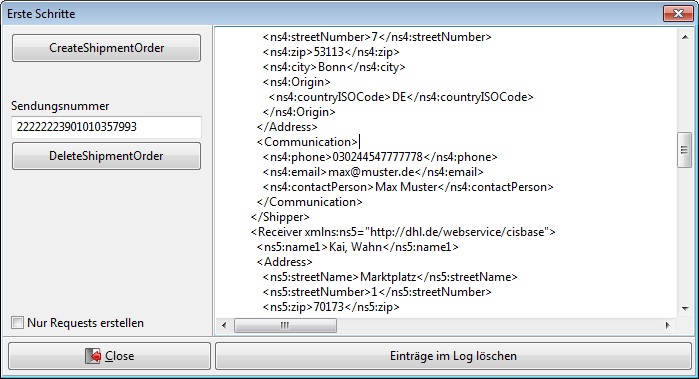 Erste Schritte
CreateShipmentOrder
Sendungsnummer
22222223901010357993
DeleteShipmentOrder
Nur Requests erstellen
<ns4:streetNumber>7</ns4:streetNumber>
<ns4:zip>53113</ns4:zip>
<ns4:city>Bonn</ns4:city>
<ns4:Origin>
<ns4:countryISOCode>DE</ns4:countryISOCode>
</ns4:Origin>
</Address>
<Communication>
<ns4:phone>030244547777778</ns4:phone>
<ns4:email>max@muster.de</ns4:email>
<ns4:contactPerson>Max Muster</ns4:contactPerson>
</Communication>
</Shipper>
<Receiver xmlns:ns5="http://dhl.de/webservice/cisbase">
<ns5:name1>Kai, Wahn</ns5:name1>
<Address>
<ns5:streetName>Marktplatz</ns5:streetName>
<ns5:streetNumber>1</ns5:streetNumber>
<ns5:zip>70173</ns5:zip>
Close
Einträge im Log löschen